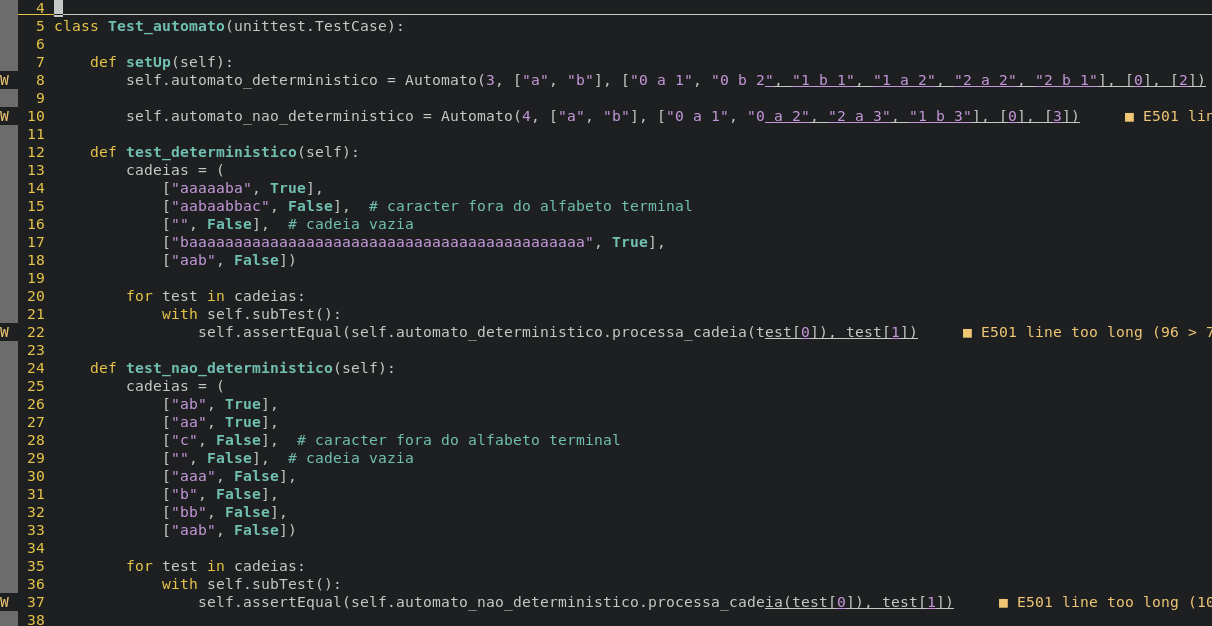 4
5 class Test_automato(unittest.TestCase):
6
7     def setUp(self):
W 8         self.automato_deterministico = Automato(3, ["a", "b"], ["0 a 1", "0 b 2", "1 b 1", "1 a 2", "2 a 2", "2 b 1"], [0], [2])
9
W 10         self.automato_nao_deterministico = Automato(4, ["a", "b"], ["0 a 1", "0 a 2", "2 a 3", "1 b 3"], [0], [3])     ■ E501 lin
11
12     def test_deterministico(self):
13         cadeias = (
14             ["aaaaaba", True],
15             ["aabaabbac", False],  # caracter fora do alfabeto terminal
16             ["", False],  # cadeia vazia
17             ["baaaaaaaaaaaaaaaaaaaaaaaaaaaaaaaaaaaaaaaaaaaa", True],
18             ["aab", False])
19
20         for test in cadeias:
21             with self.subTest():
W 22                 self.assertEqual(self.automato_deterministico.processa_cadeia(test[0]), test[1])     ■ E501 line too long (96 > 7
23
24     def test_nao_deterministico(self):
25         cadeias = (
26             ["ab", True],
27             ["aa", True],
28             ["c", False],  # caracter fora do alfabeto terminal
29             ["", False],  # cadeia vazia
30             ["aaa", False],
31             ["b", False],
32             ["bb", False],
33             ["aab", False])
34
35         for test in cadeias:
36             with self.subTest():
W 37                 self.assertEqual(self.automato_nao_deterministico.processa_cadeia(test[0]), test[1])     ■ E501 line too long (10
38